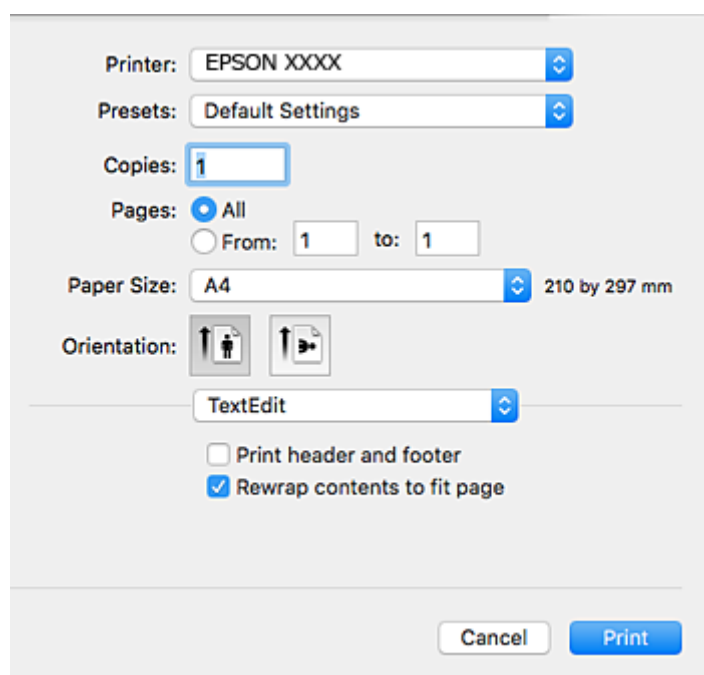 Printer: EPSON XXXX
Presets: Default Settings
Copies: 1
Pages: All
From: 1 to: 1
Paper Size: A4 210 by 297 mm
Orientation:
TextEdit
Print header and footer
Rewrap contents to fit page
Cancel Print